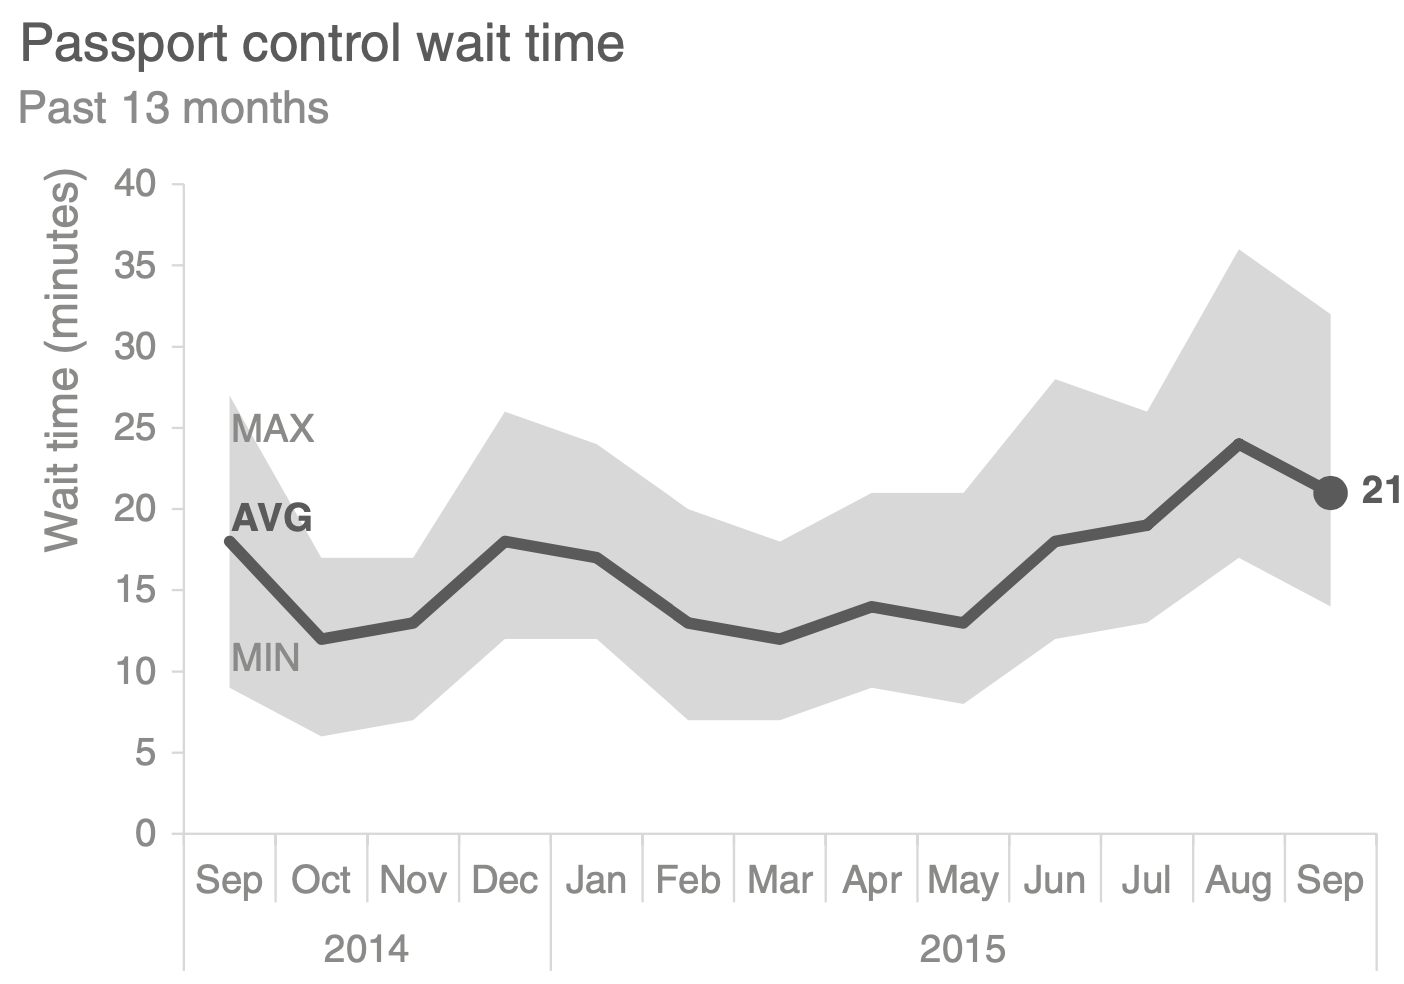 Passport control wait time
Past 13 months
Wait time (minutes)
40
35
30
25
20
15
10
5
0
MAX
AVG
MIN
21
Sep Oct Nov Dec Jan Feb Mar Apr May Jun Jul Aug Sep
2014 2015